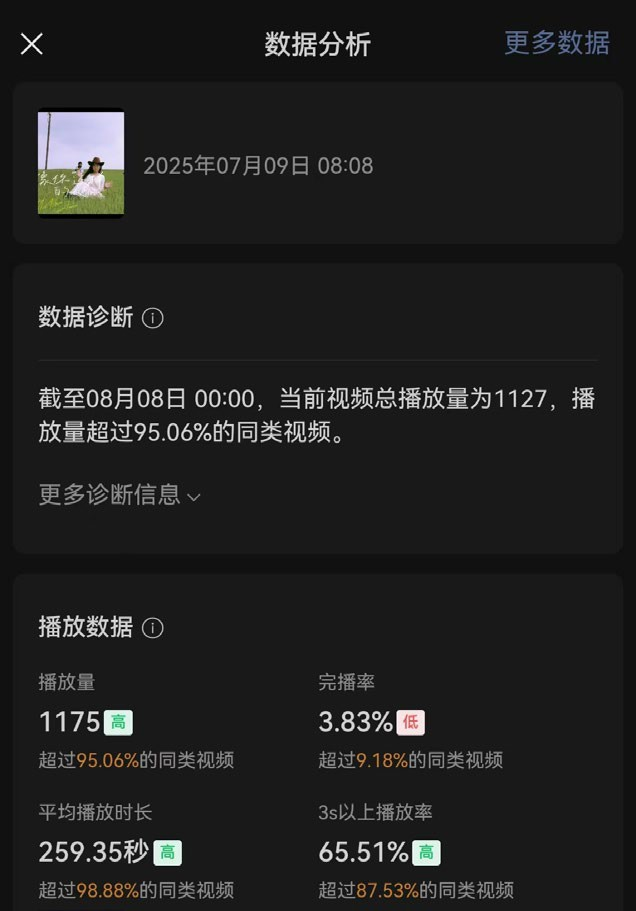 数据分析
更多数据
2025年07月09日 08:08
数据诊断
截至08月08日 00:00，当前视频总播放量为1127，播
放量超过95.06%的同类视频。
更多诊断信息
播放数据
播放量
完播率
1175 高
3.83% 低
超过95.06%的同类视频
超过9.18%的同类视频
平均播放时长
3s以上播放率
259.35秒 高
65.51% 高
超过98.88%的同类视频
超过87.53%的同类视频